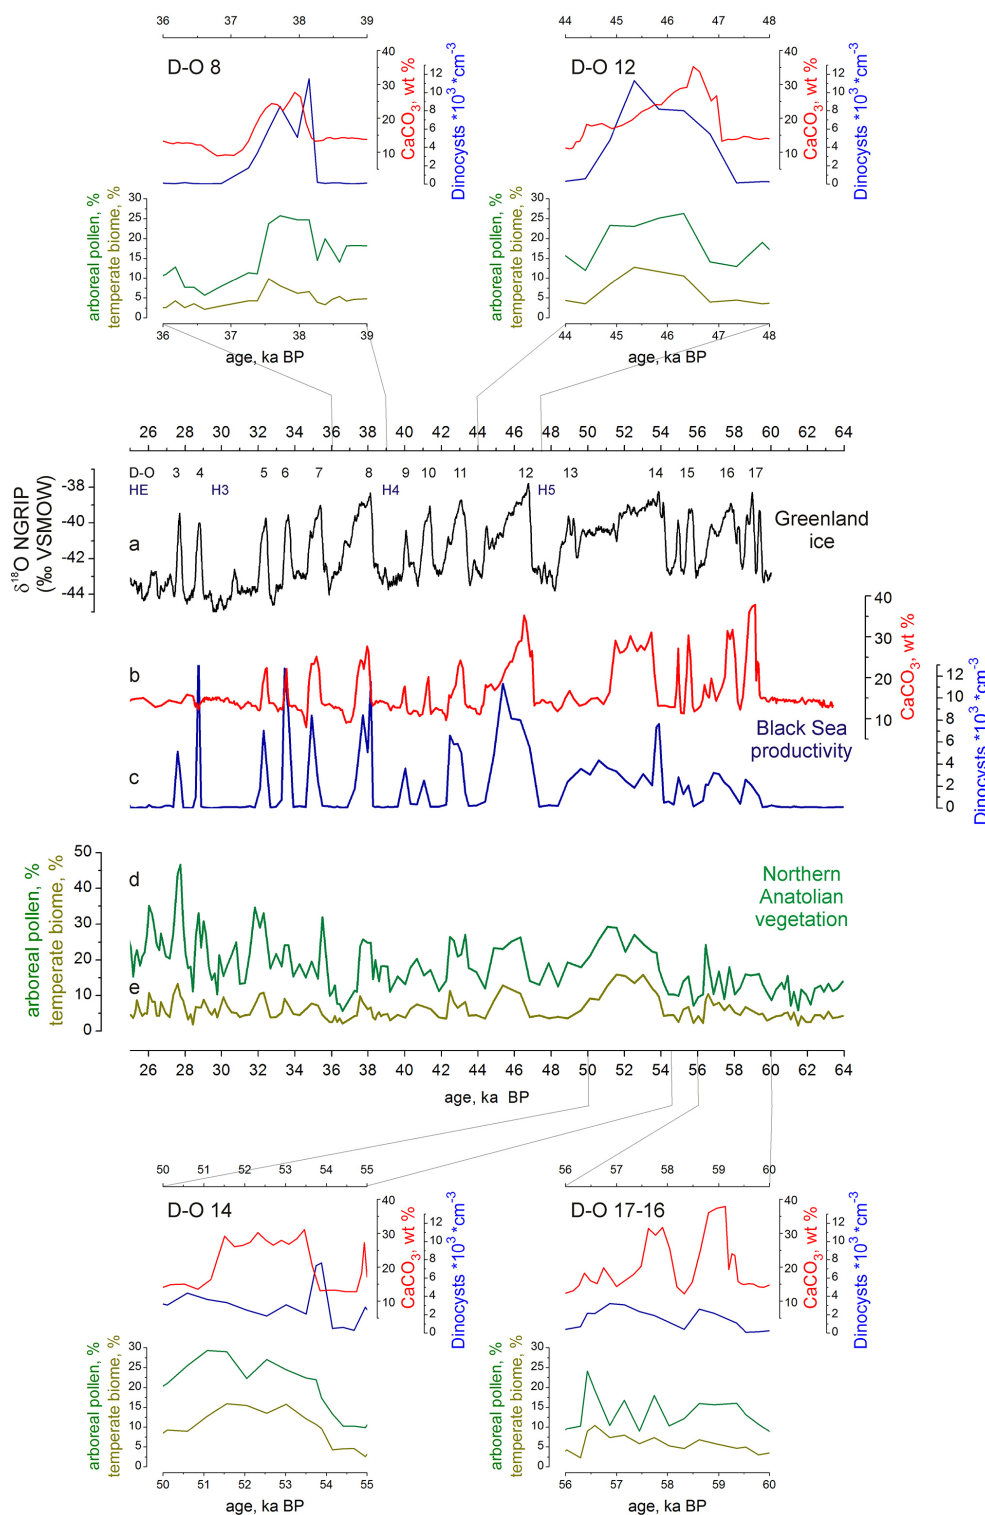 36 37 38 39
D-O 8
40
30
20
10
CaCO3, wt %
12
10
8
6
4
2
0
Dinocysts *10^3 *cm^-3
arboreal pollen, %
temperate biome, %
30
25
20
15
10
5
0
36 37 38 39
age, ka BP
44 45 46 47 48
D-O 12
40
30
20
10
CaCO3, wt %
12
10
8
6
4
2
0
Dinocysts *10^3 *cm^-3
arboreal pollen, %
temperate biome, %
30
25
20
15
10
5
0
44 45 46 47 48
age, ka BP
26 28 30 32 34 36 38 40 42 44 46 48 50 52 54 56 58 60 62 64
D-O 3 4 5 6 7 8 9 10 11 12 13 14 15 16 17
HE H3 H4 H5
δ18O NGRIP
(‰ VSMOW)
-38
-40
-42
-44
a
Greenland
ice
b
40
30
20
10
CaCO3, wt %
c
Black Sea
productivity
12
10
8
6
4
2
0
Dinocysts *10^3 *cm^-3
arboreal pollen, %
temperate biome, %
50
40
30
20
10
0
d
e
Northern
Anatolian
vegetation
26 28 30 32 34 36 38 40 42 44 46 48 50 52 54 56 58 60 62 64
age, ka BP
50 51 52 53 54 55
D-O 14
40
30
20
10
CaCO3, wt %
12
10
8
6
4
2
0
Dinocysts *10^3 *cm^-3
arboreal pollen, %
temperate biome, %
30
25
20
15
10
5
0
50 51 52 53 54 55
age, ka BP
56 57 58 59 60
D-O 17-16
40
30
20
10
CaCO3, wt %
12
10
8
6
4
2
0
Dinocysts *10^3 *cm^-3
arboreal pollen, %
temperate biome, %
30
25
20
15
10
5
0
56 57 58 59 60
age, ka BP